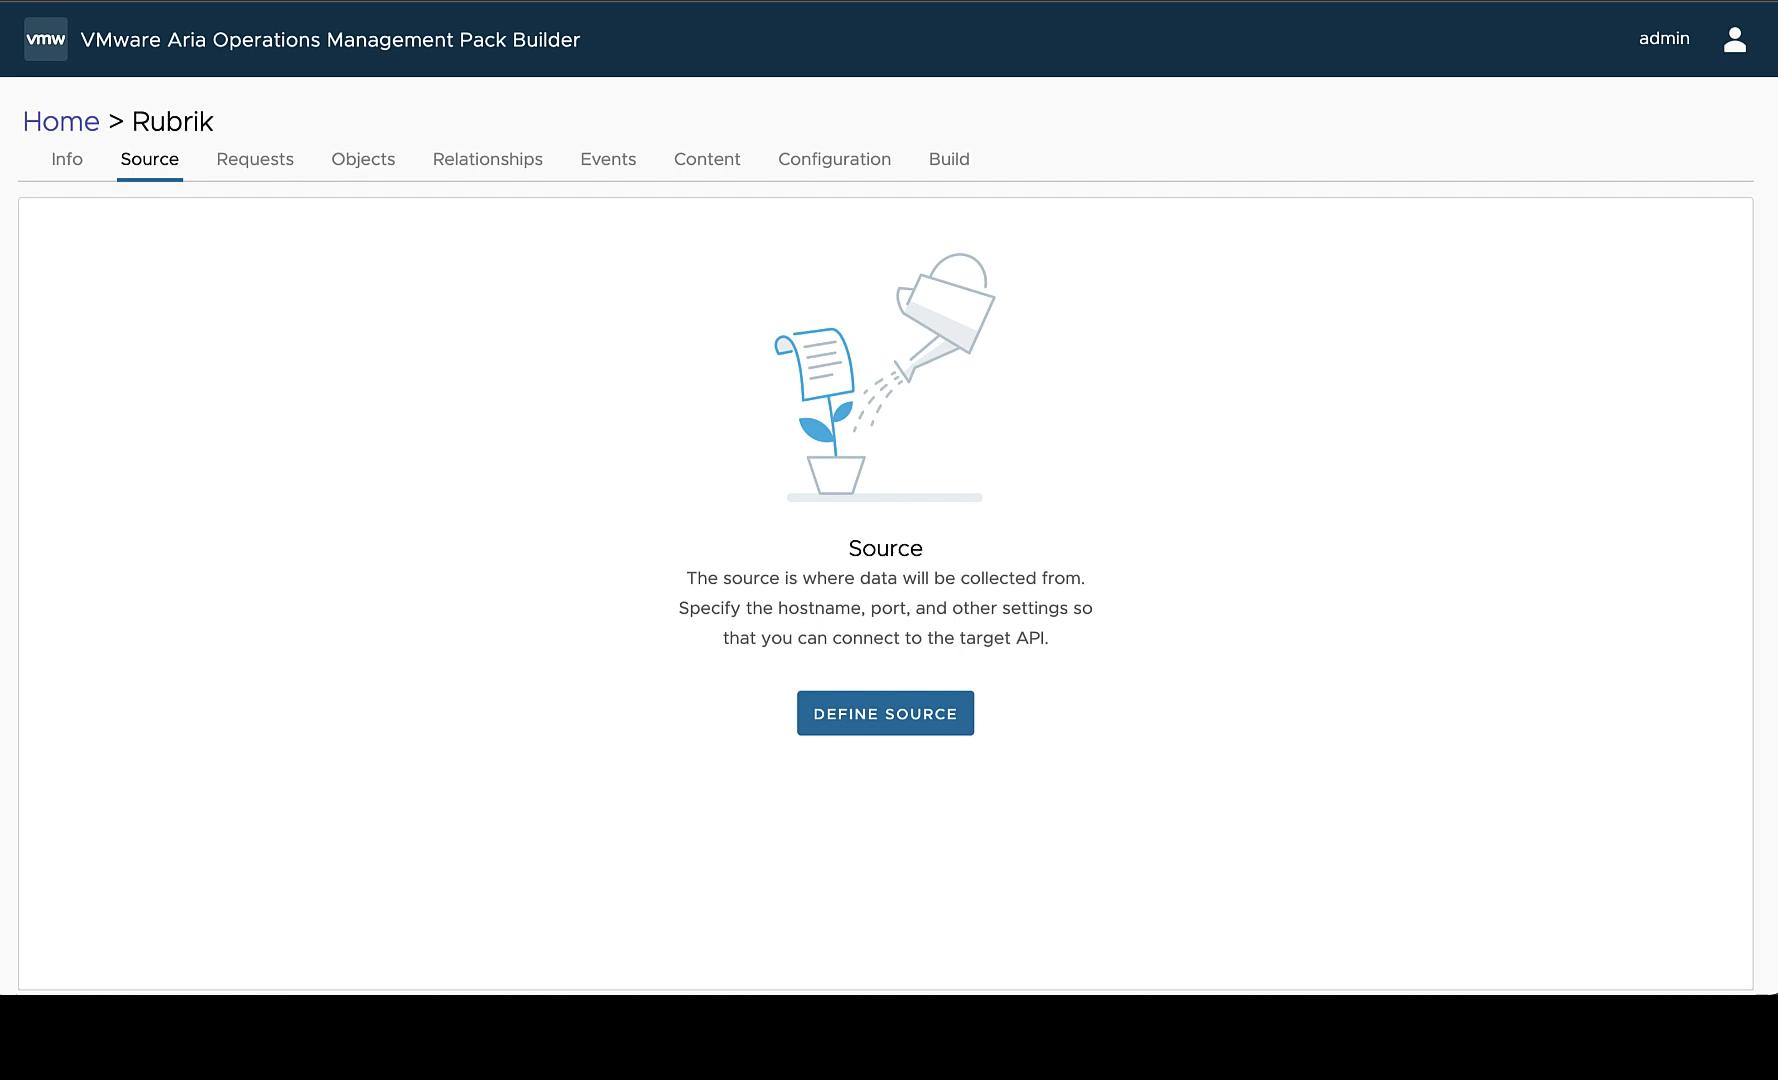 vmw VMware Aria Operations Management Pack Builder admin
Home > Rubrik
Info Source Requests Objects Relationships Events Content Configuration Build
Source
The source is where data will be collected from.
Specify the hostname, port, and other settings so
that you can connect to the target API.
DEFINE SOURCE